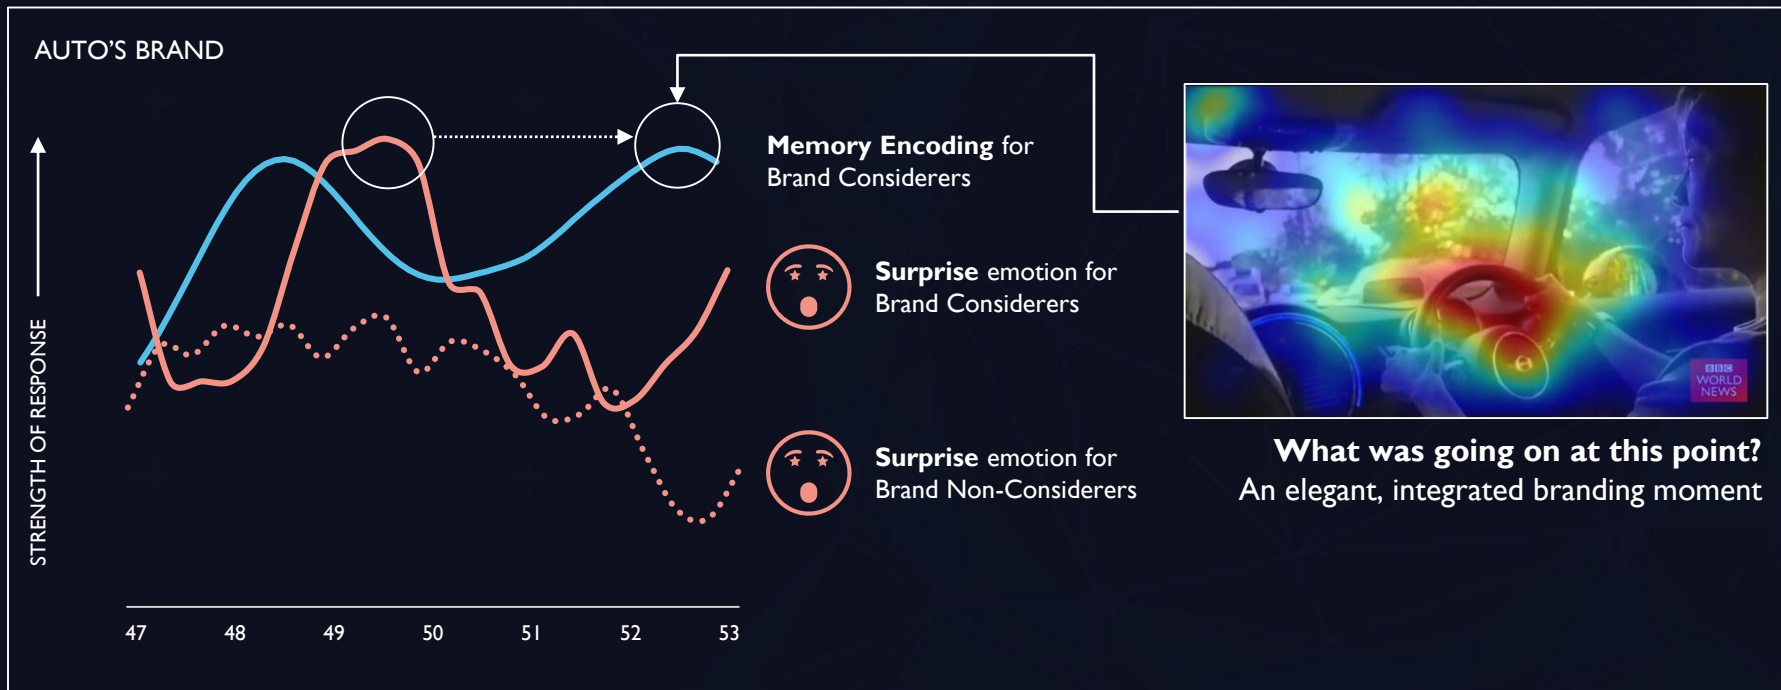 AUTO'S BRAND
STRENGTH OF RESPONSE
47 48 49 50 51 52 53
Memory Encoding for
Brand Considerers
Surprise emotion for
Brand Considerers
Surprise emotion for
Brand Non-Considerers
BBC
WORLD
NEWS
What was going on at this point?
An elegant, integrated branding moment